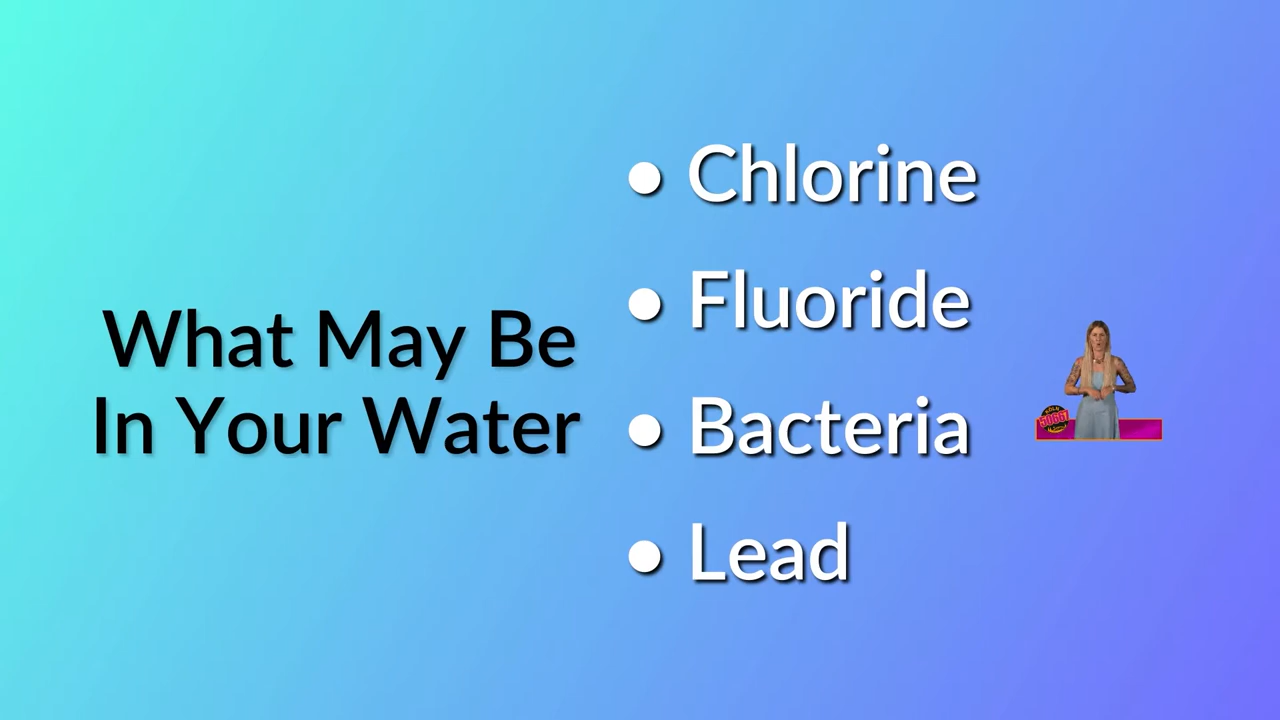 What May Be
In Your Water
• Chlorine
• Fluoride
• Bacteria
• Lead